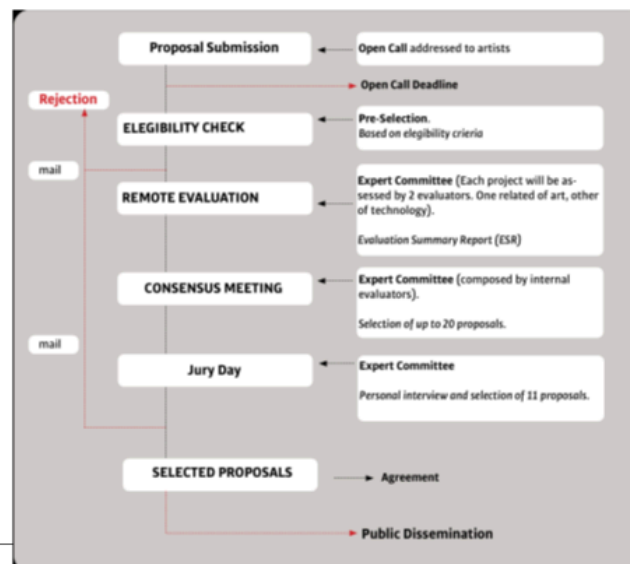 Proposal Submission
Open Call addressed to artists
Open Call Deadline
Rejection
ELEGIBILITY CHECK
Pre-Selection.
Based on elegibility crieria
mail
REMOTE EVALUATION
Expert Committee (Each project will be as-
sessed by 2 evaluators. One related of art, other
of technology).
Evaluation Summary Report (ESR)
CONSENSUS MEETING
Expert Committee (composed by internal
evaluators).
Selection of up to 20 proposals.
mail
Jury Day
Expert Committee
Personal interview and selection of 11 proposals.
SELECTED PROPOSALS
Agreement
Public Dissemination